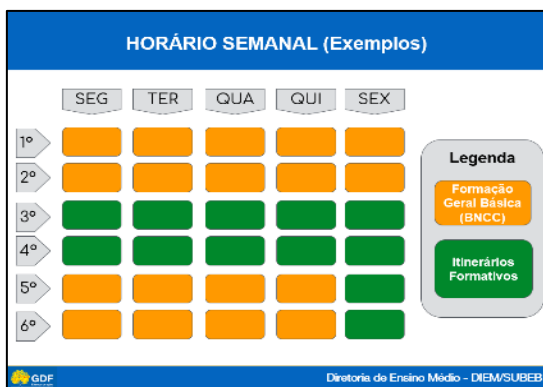 HORÁRIO SEMANAL (Exemplos)
SEG TER QUA QUI SEX
1º
2º
3º
4º
5º
6º
Legenda
Formação
Geral Básica
(BNCC)
Itinerários
Formativos
GDF
Diretoria de Ensino Médio - DIEM/SUBEB